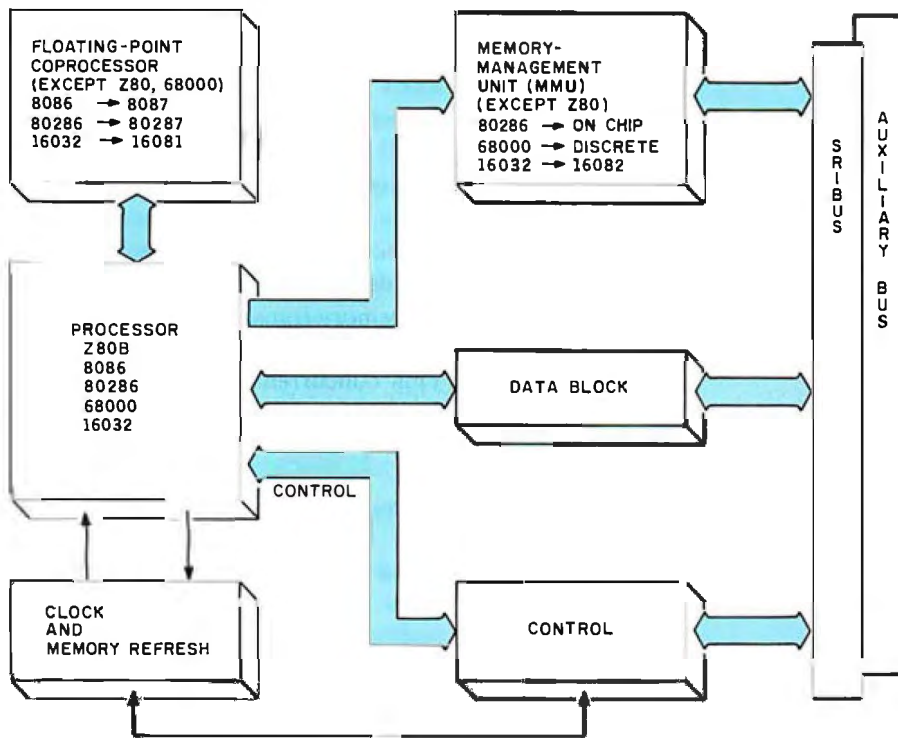 FLOATING-POINT
COPROCESSOR
(EXCEPT Z80, 68000)
8086 → 8087
80286 → 80287
16032 → 16081
MEMORY-
MANAGEMENT
UNIT (MMU)
(EXCEPT Z80)
80286 → ON CHIP
68000 → DISCRETE
16032 → 16082
SRIBUS
AUXILIARY BUS
PROCESSOR
Z80B
8086
80286
68000
16032
DATA BLOCK
CONTROL
CLOCK
AND
MEMORY REFRESH
CONTROL